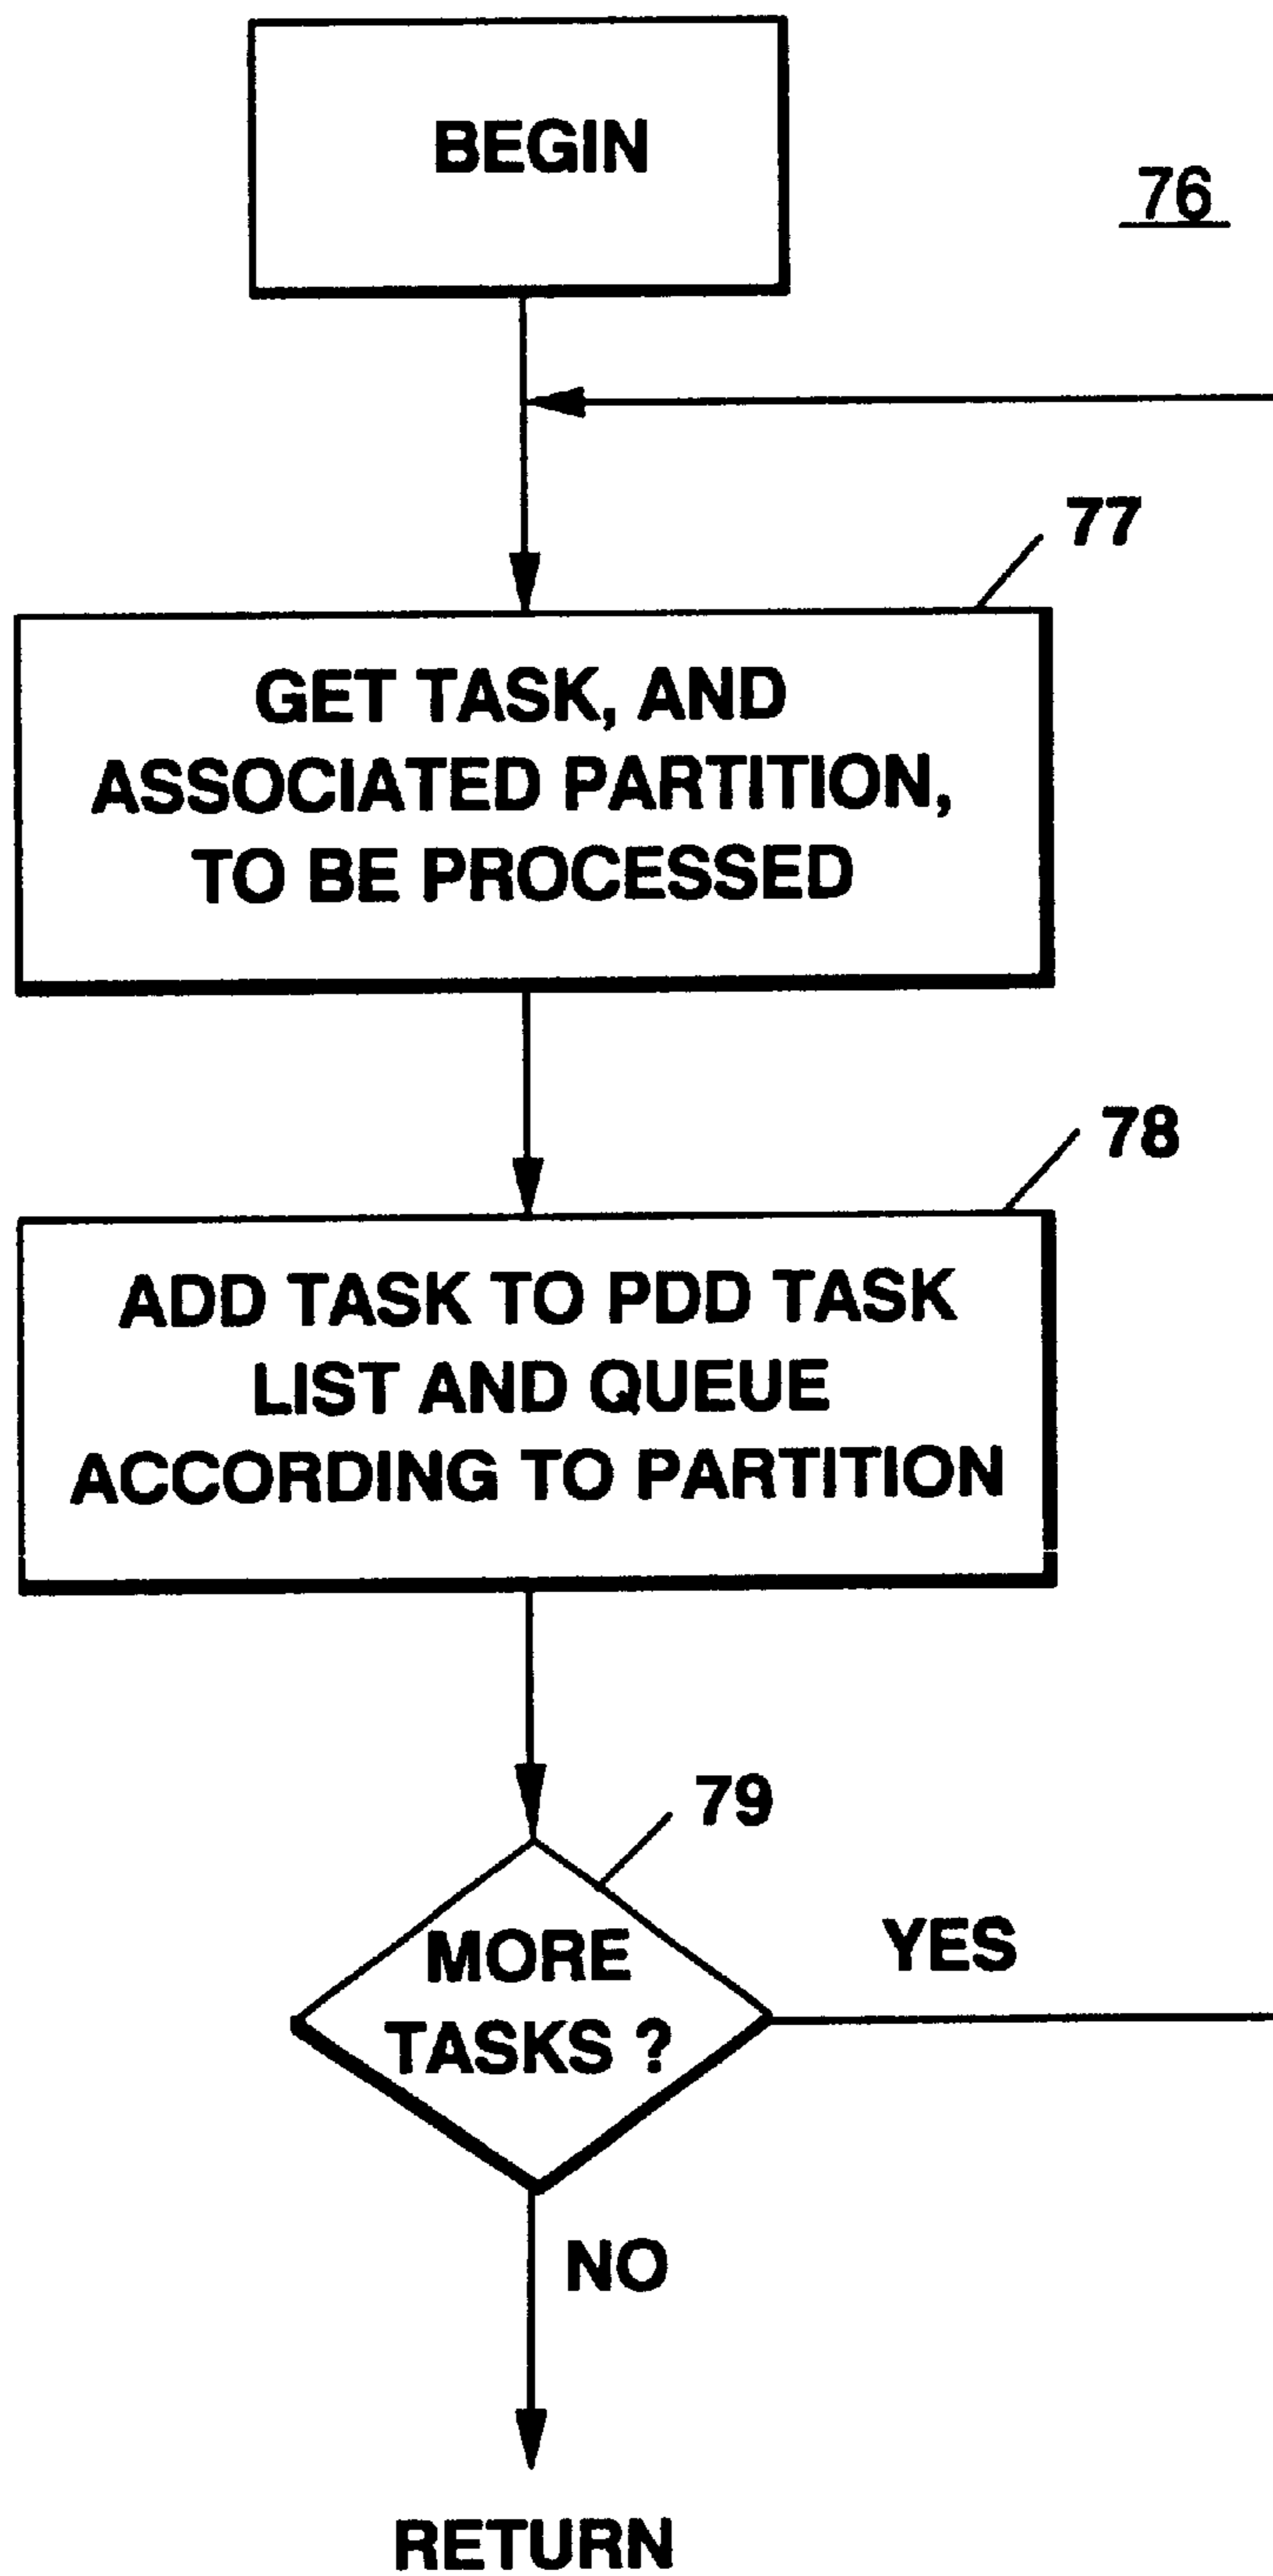 BEGIN
76
77
GET TASK, AND
ASSOCIATED PARTITION,
TO BE PROCESSED
78
ADD TASK TO PDD TASK
LIST AND QUEUE
ACCORDING TO PARTITION
79
MORE
TASKS ?
YES
NO
RETURN